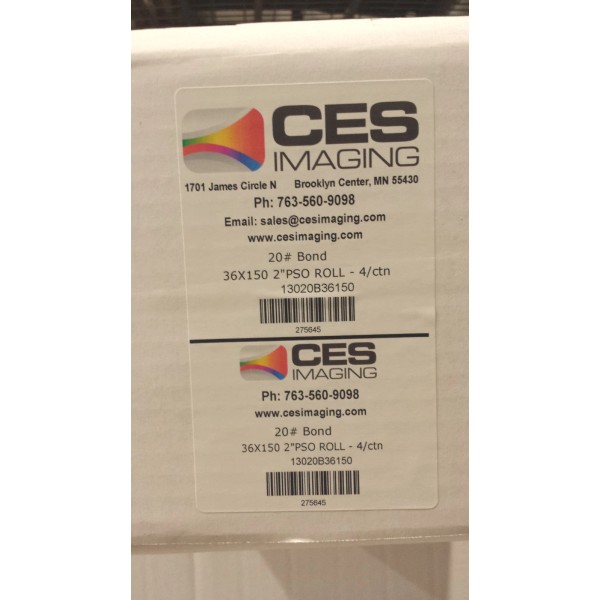 CES
IMAGING
1701 James Circle N Brooklyn Center, MN 55430
Ph: 763-560-9098
Email: sales@cesimaging.com
www.cesimaging.com
20# Bond
36X150 2"PSO ROLL - 4/ctn
13020B36150
275645
CES
IMAGING
Ph: 763-560-9098
www.cesimaging.com
20# Bond
36X150 2"PSO ROLL - 4/ctn
13020B36150
275645